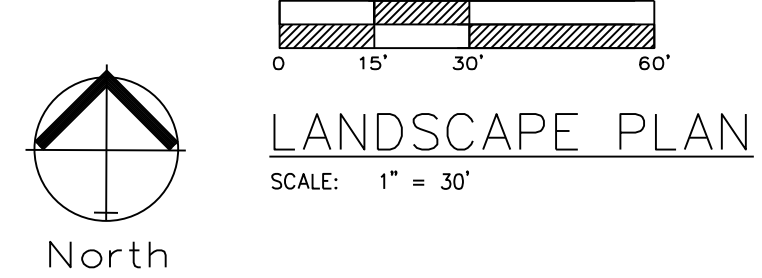 0 15' 30' 60'
LANDSCAPE PLAN
SCALE: 1" = 30'
North